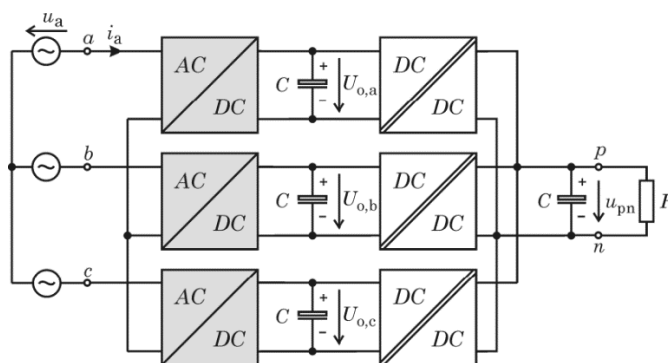 u_a
a i_a AC DC C + − U_o,a DC DC
b AC DC C + − U_o,b DC DC C + − p u_pn n
c AC DC C + − U_o,c DC DC